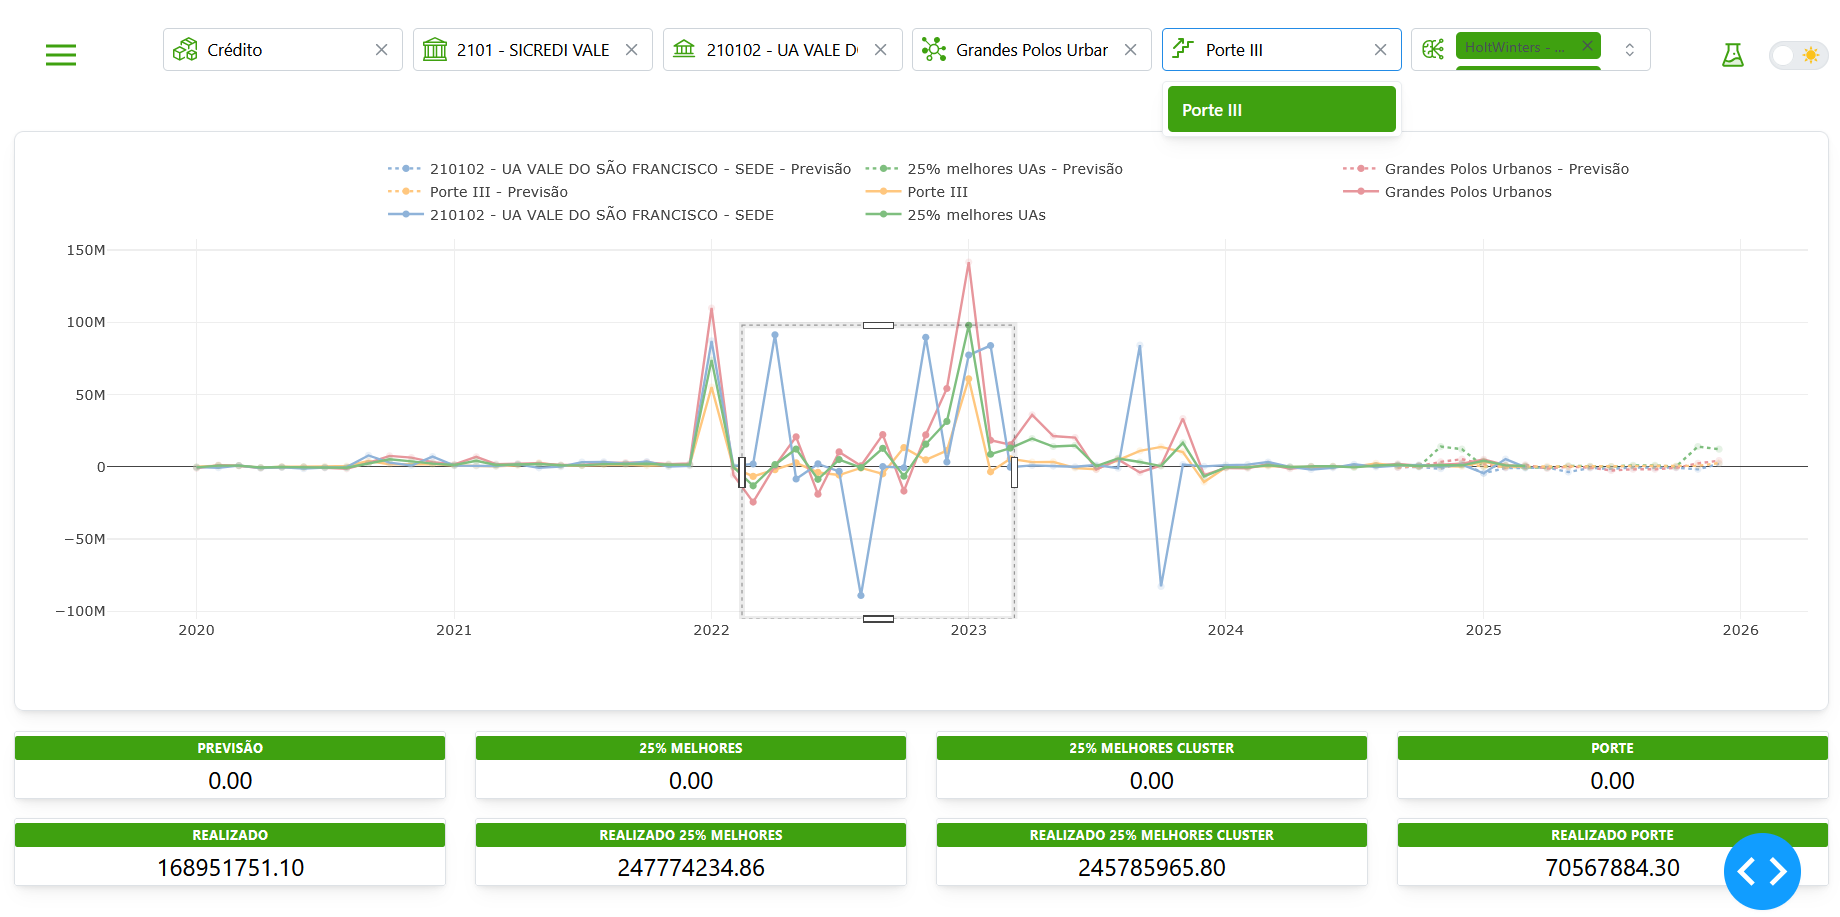 Crédito
2101 - SICREDI VALE
210102 - UA VALE D
Grandes Polos Urbar
Porte III
HoltWinters - ...
Porte III
210102 - UA VALE DO SÃO FRANCISCO - SEDE - Previsão
25% melhores UAs - Previsão
Grandes Polos Urbanos - Previsão
Porte III - Previsão
Porte III
Grandes Polos Urbanos
210102 - UA VALE DO SÃO FRANCISCO - SEDE
25% melhores UAs
150M
100M
50M
0
−50M
−100M
2020
2021
2022
2023
2024
2025
2026
PREVISÃO
0.00
25% MELHORES
0.00
25% MELHORES CLUSTER
0.00
PORTE
0.00
REALIZADO
168951751.10
REALIZADO 25% MELHORES
247774234.86
REALIZADO 25% MELHORES CLUSTER
245785965.80
REALIZADO PORTE
70567884.30